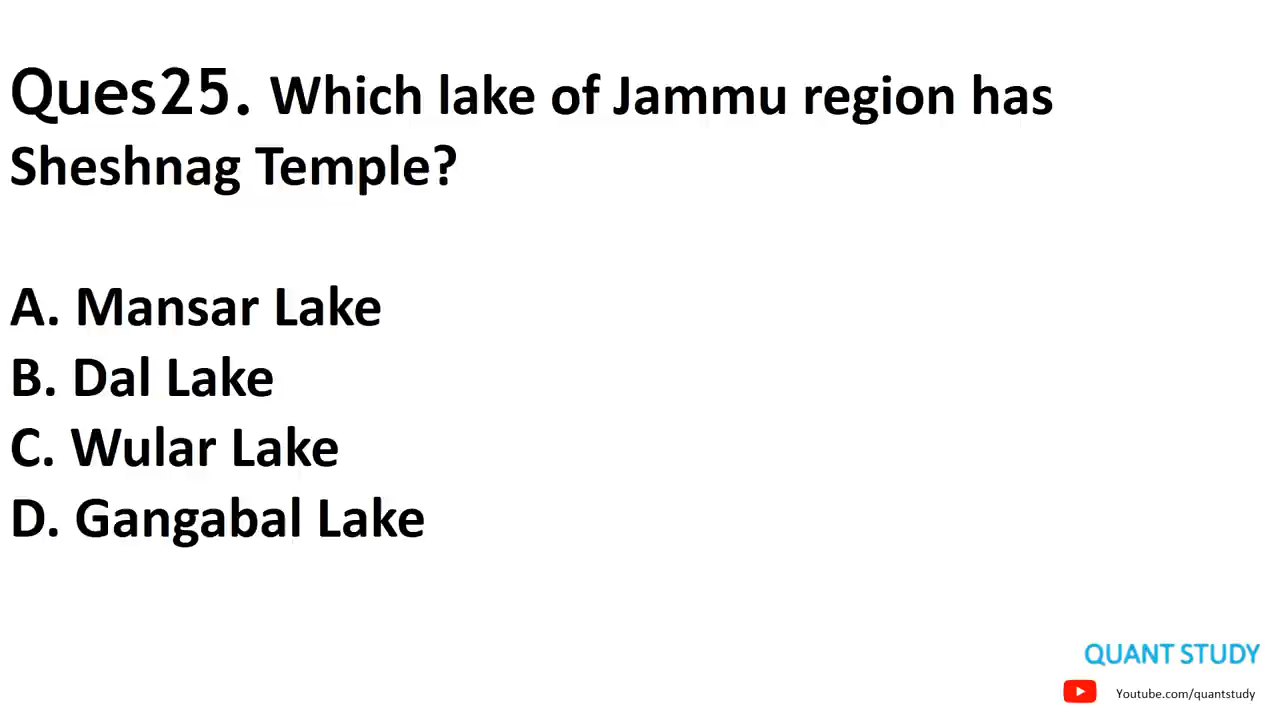 Ques25. Which lake of Jammu region has
Sheshnag Temple?
A. Mansar Lake
B. Dal Lake
C. Wular Lake
D. Gangabal Lake
QUANT STUDY
Youtube.com/quantstudy